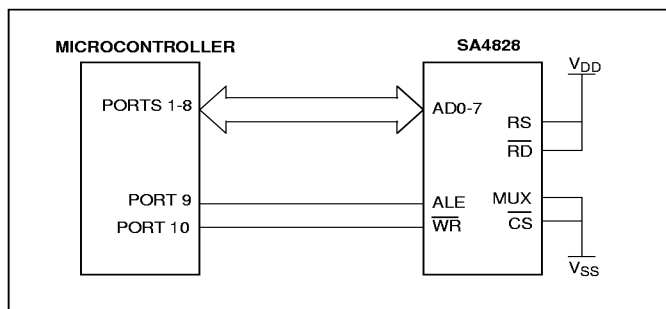 MICROCONTROLLER
SA4828
VDD
PORTS 1-8
AD0-7
RS
RD
PORT 9
ALE
MUX
PORT 10
WR
CS
VSS